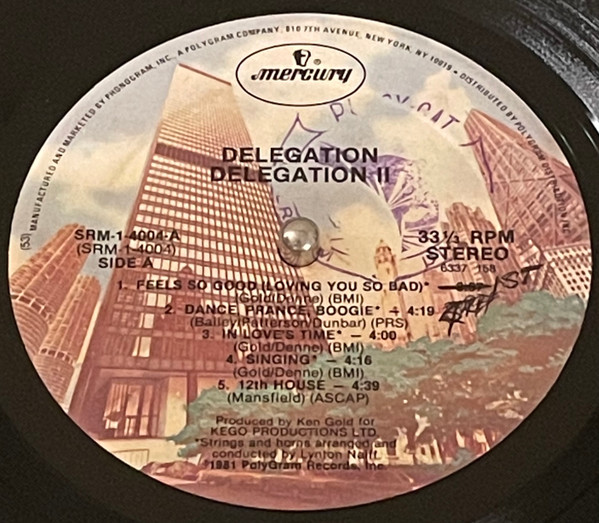 (53) MANUFACTURED AND MARKETED BY PHONOGRAM, INC., A POLYGRAM COMPANY, 810 7TH AVENUE, NEW YORK, NY 10019 • DISTRIBUTED BY POLYGRAM
mercury®
DELEGATION
DELEGATION II
SRM-1-4004-A
(SRM-1-4004)
SIDE A
33⅓ RPM
STEREO
6337 158
1. FEELS SO GOOD (LOVING YOU SO BAD)*
(Gold/Denne) (BMI)
2. DANCE, PRANCE, BOOGIE* – 4:19
(Bailey/Patterson/Dunbar) (PRS)
3. IN LOVE'S TIME* – 4:00
(Gold/Denne) (BMI)
4. SINGING* – 4:16
(Gold/Denne) (BMI)
5. 12th HOUSE – 4:39
(Mansfield) (ASCAP)
Produced by Ken Gold for
KEGO PRODUCTIONS LTD.
*Strings and horns arranged and
conducted by Lynton Naiff
℗1981 PolyGram Records, Inc.